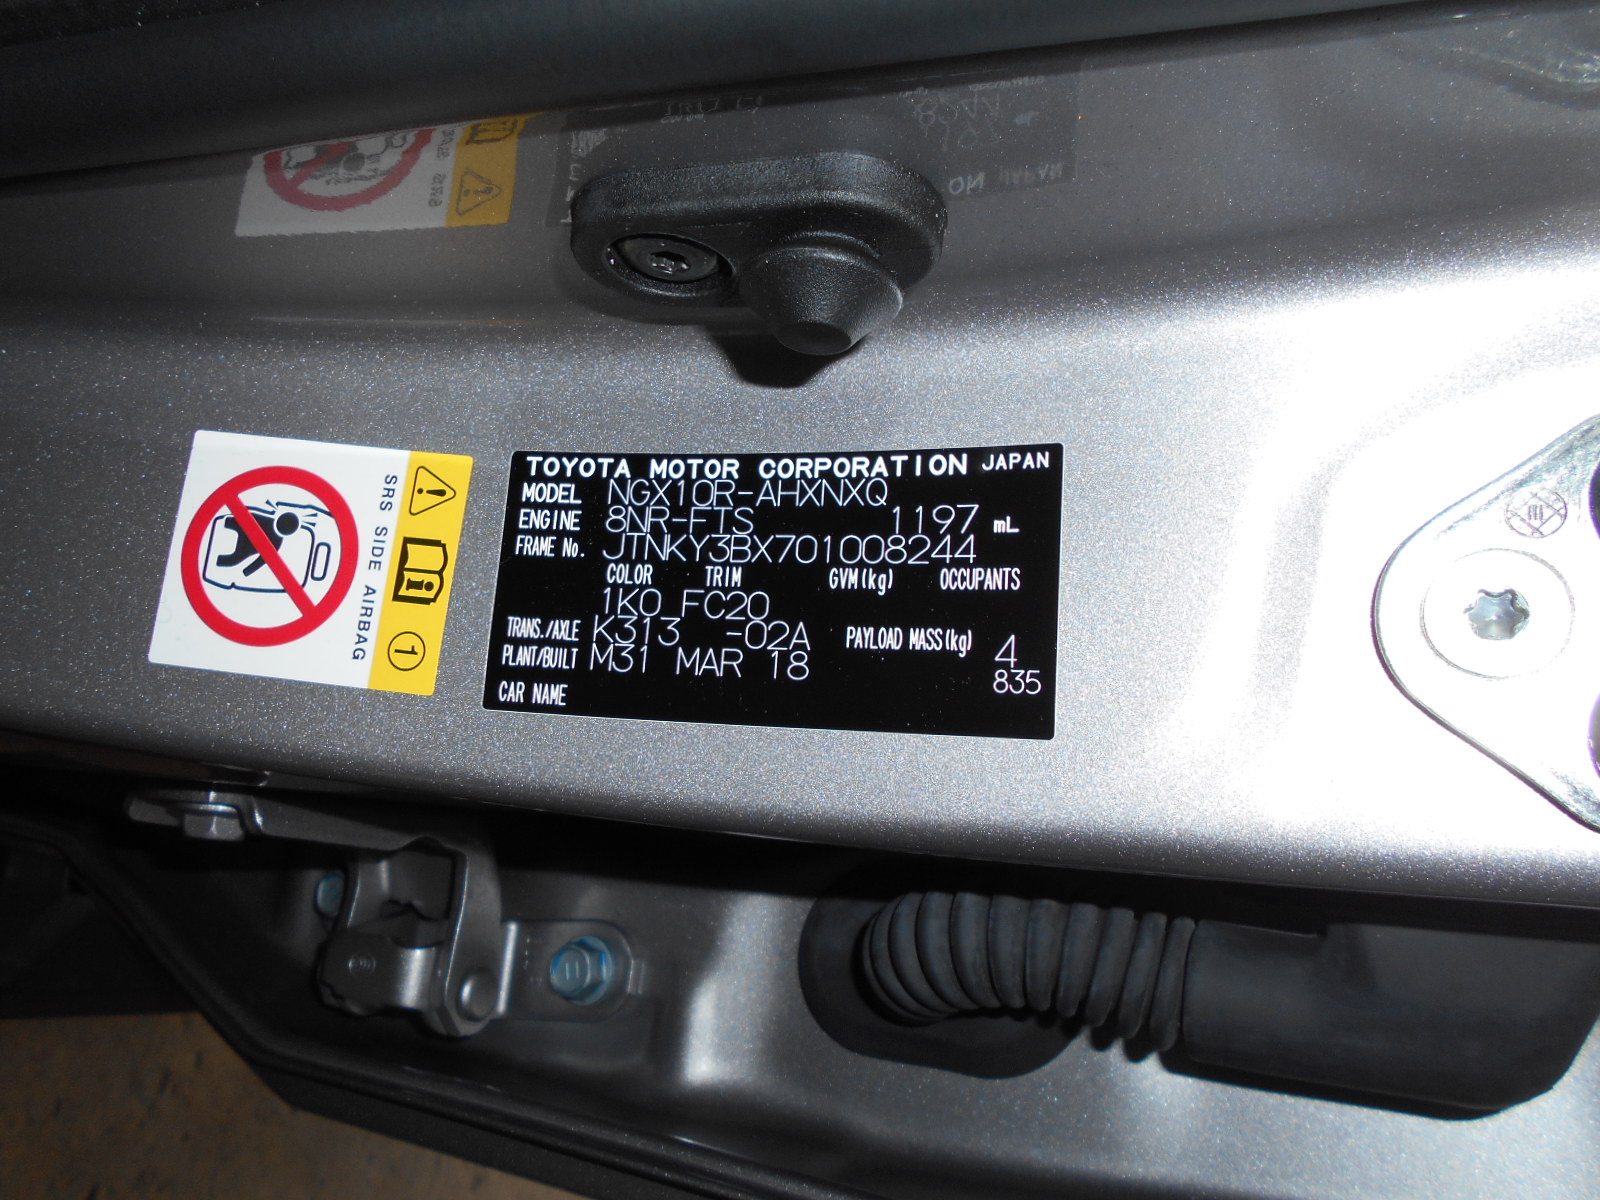 TOYOTA MOTOR CORPORATION JAPAN
MODEL NGX10R-AHXNXQ
ENGINE 8NR-FTS 1197 mL
FRAME No. JTNKY3BX701008244
COLOR TRIM GVM(kg) OCCUPANTS
1K0 FC20
TRANS./AXLE K313 -02A PAYLOAD MASS(kg) 4
PLANT/BUILT M31 MAR 18 835
CAR NAME
SRS SIDE AIRBAG
1